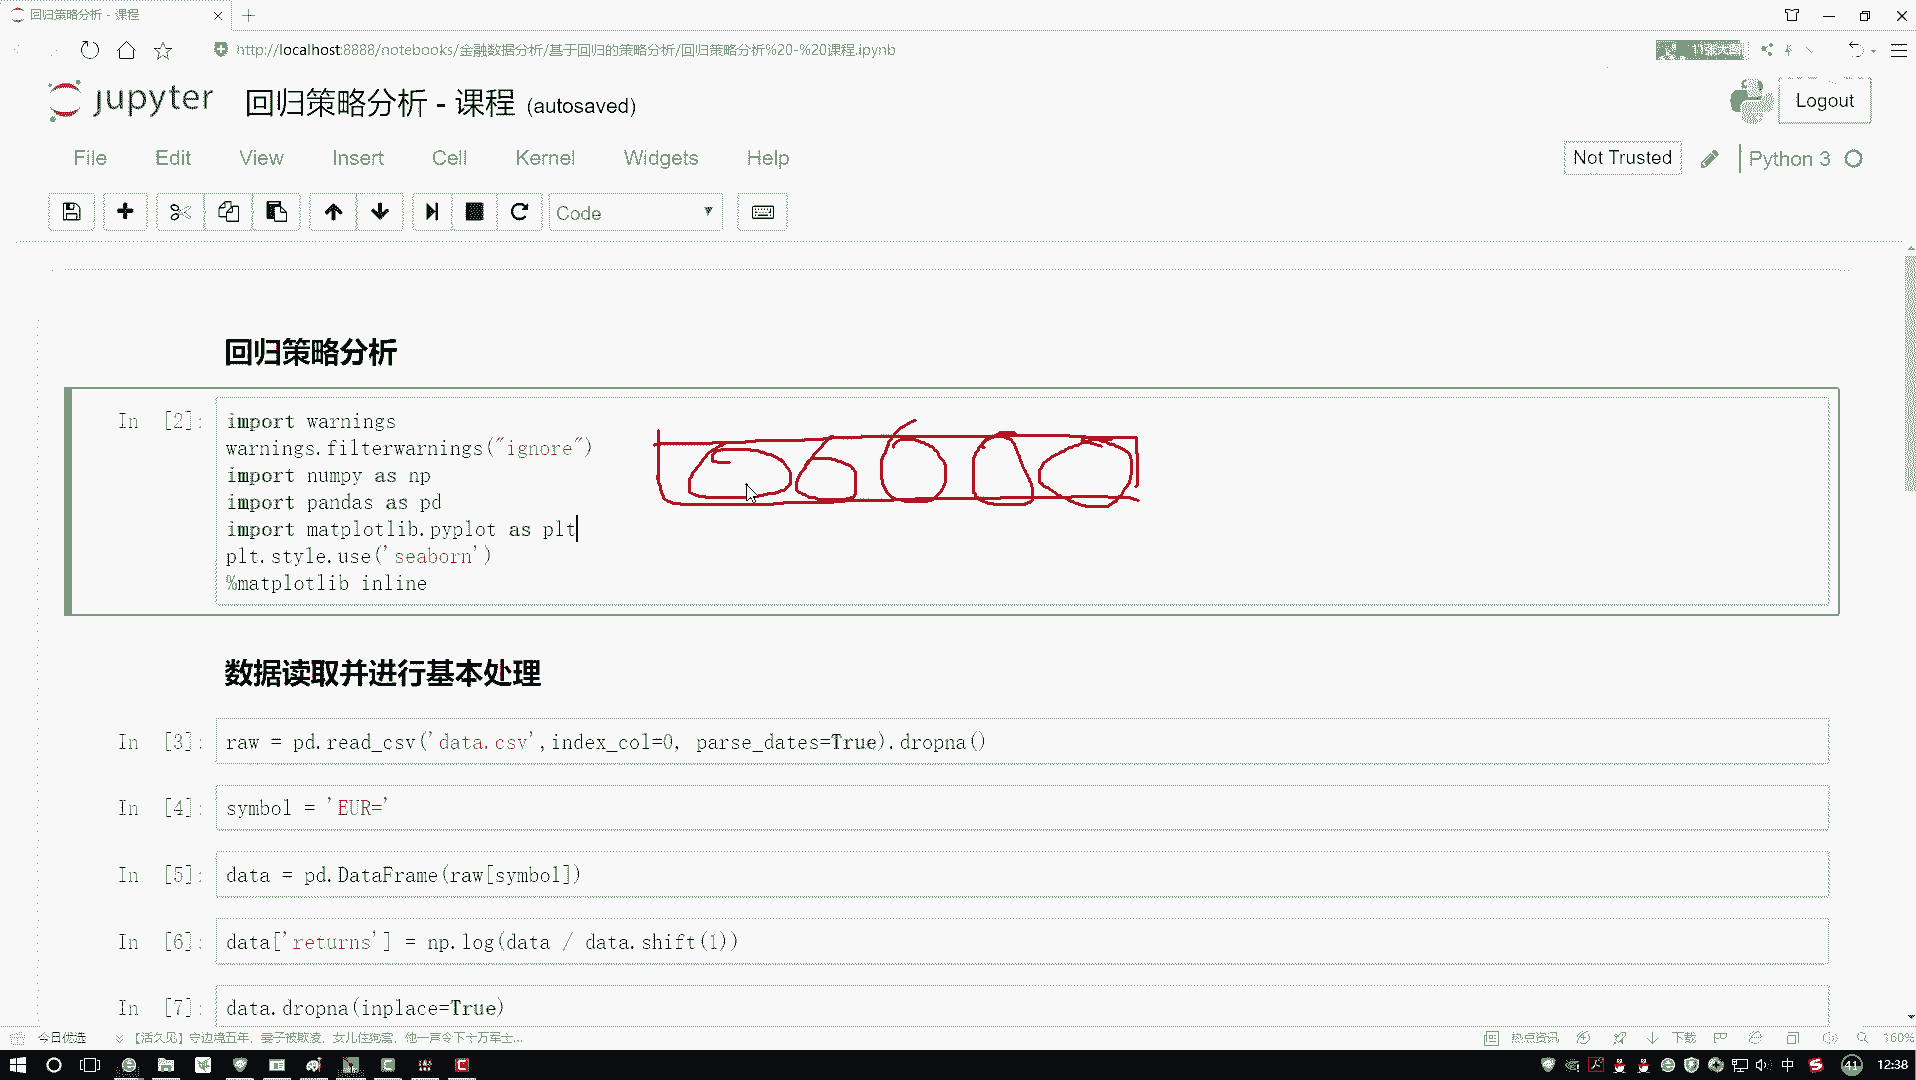 回归策略分析 - 课程
http://localhost:8888/notebooks/金融数据分析/基于回归的策略分析/回归策略分析%20-%20课程.ipynb
11张大图
jupyter 回归策略分析 - 课程 (autosaved)
Logout
File Edit View Insert Cell Kernel Widgets Help
Not Trusted
Python 3
Code
回归策略分析
In [2]:
import warnings
warnings.filterwarnings("ignore")
import numpy as np
import pandas as pd
import matplotlib.pyplot as plt
plt.style.use('seaborn')
%matplotlib inline
数据读取并进行基本处理
In [3]: raw = pd.read_csv('data.csv',index_col=0, parse_dates=True).dropna()
In [4]: symbol = 'EUR='
In [5]: data = pd.DataFrame(raw[symbol])
In [6]: data['returns'] = np.log(data / data.shift(1))
In [7]: data.dropna(inplace=True)
今日优选
【活久见】守边境五年，妻子被欺凌，女儿住狗窝，他一声令下十万军士...
热点资讯
下载
160%
中
41
12:38